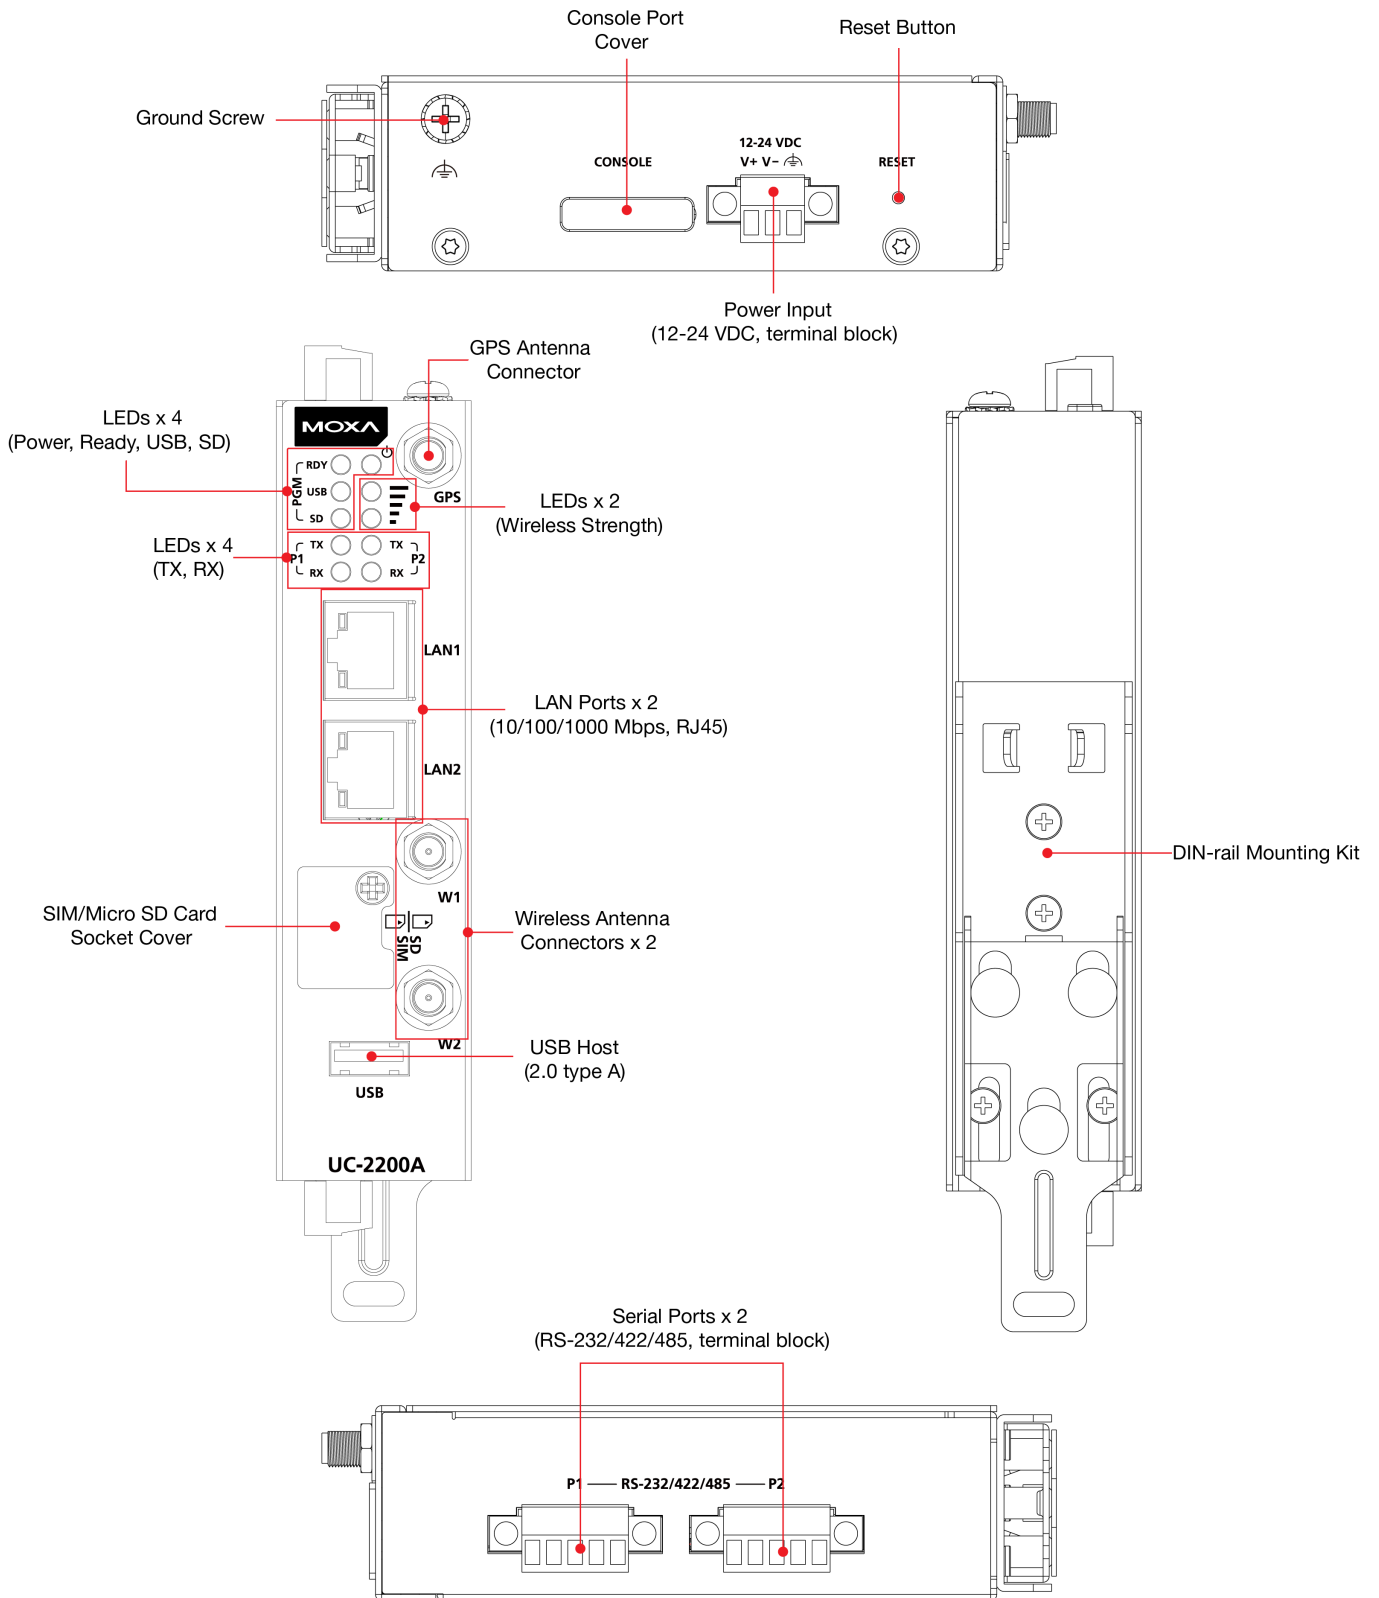 Console Port
Cover
Reset Button
Ground Screw
12-24 VDC
V+ V−
CONSOLE
RESET
Power Input
(12-24 VDC, terminal block)
GPS Antenna
Connector
LEDs x 4
(Power, Ready, USB, SD)
MOXA
RDY
USB
SD
PGM
GPS
LEDs x 2
(Wireless Strength)
LEDs x 4
(TX, RX)
TX
RX
P1
TX
RX
P2
LAN1
LAN Ports x 2
(10/100/1000 Mbps, RJ45)
LAN2
DIN-rail Mounting Kit
W1
SIM/Micro SD Card
Socket Cover
SD
SIM
Wireless Antenna
Connectors x 2
W2
USB Host
(2.0 type A)
USB
UC-2200A
Serial Ports x 2
(RS-232/422/485, terminal block)
P1 RS-232/422/485 P2